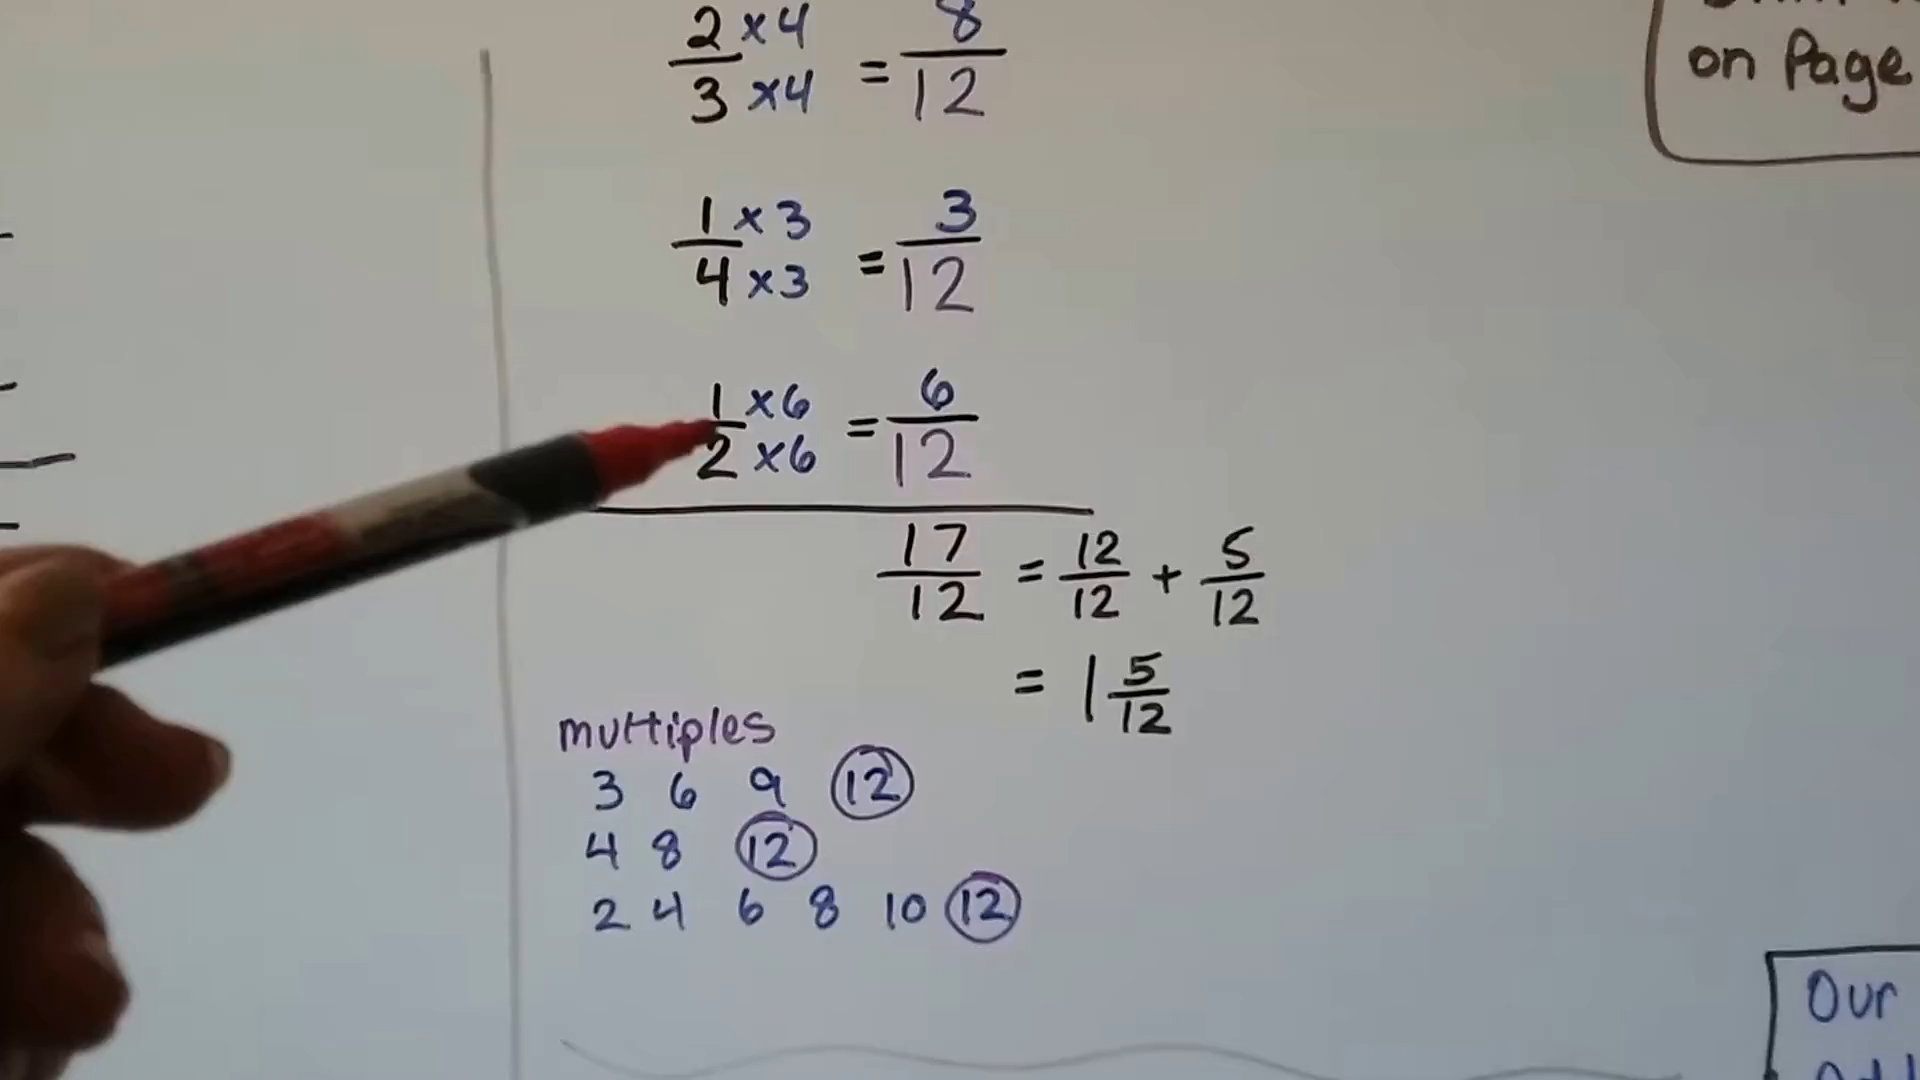 2 ×4 = 8
3 ×4 12
on Page
1 × 3 = 3
4 ×3 12
1 ×6 = 6
2 ×6 12
17 = 12 + 5
12 12 12
= 1 5
12
multiples
3 6 9 12
4 8 12
2 4 6 8 10 12
Our